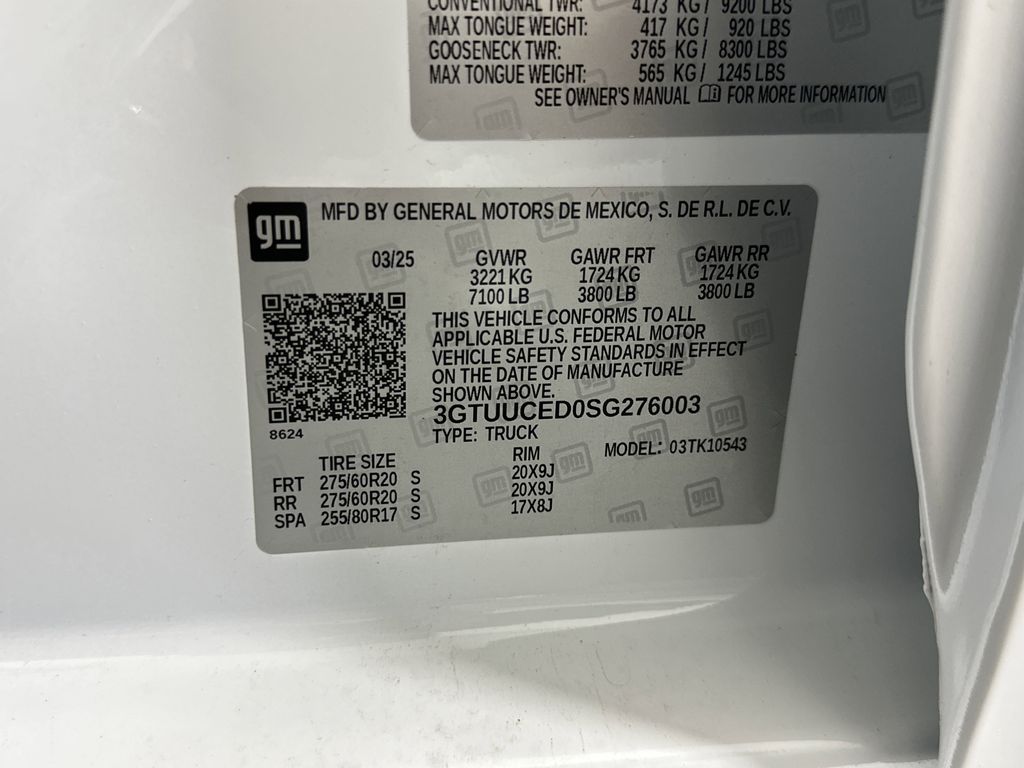 CONVENTIONAL TWR: 4173 KG/ 9200 LBS
MAX TONGUE WEIGHT: 417 KG/ 920 LBS
GOOSENECK TWR: 3765 KG/ 8300 LBS
MAX TONGUE WEIGHT: 565 KG/ 1245 LBS
SEE OWNER'S MANUAL FOR MORE INFORMATION
gm MFD BY GENERAL MOTORS DE MEXICO, S. DE R.L. DE C.V.
03/25 GVWR GAWR FRT GAWR RR
3221 KG 1724 KG 1724 KG
7100 LB 3800 LB 3800 LB
THIS VEHICLE CONFORMS TO ALL
APPLICABLE U.S. FEDERAL MOTOR
VEHICLE SAFETY STANDARDS IN EFFECT
ON THE DATE OF MANUFACTURE
SHOWN ABOVE.
3GTUUCED0SG276003
8624
TYPE: TRUCK
MODEL: 03TK10543
TIRE SIZE RIM
FRT 275/60R20 S 20X9J
RR 275/60R20 S 20X9J
SPA 255/80R17 S 17X8J